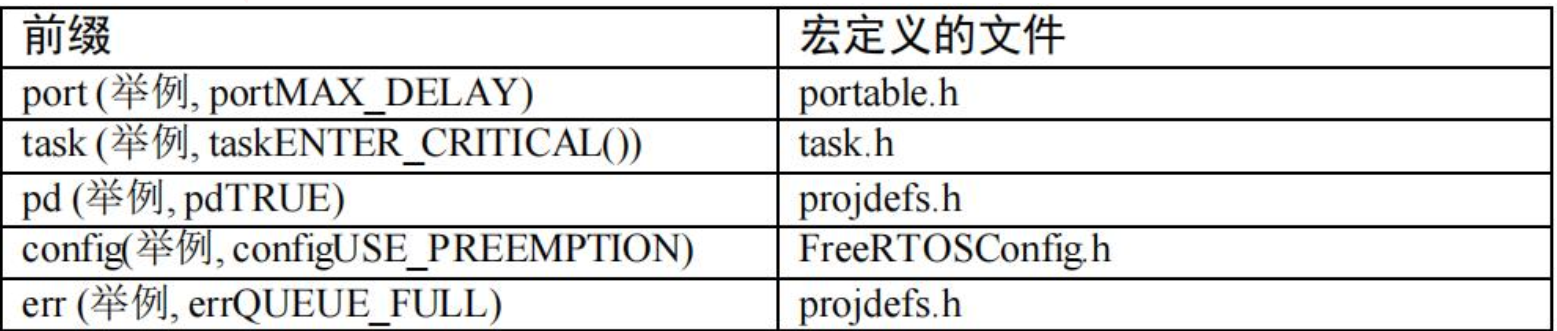 前缀 宏定义的文件
port (举例, portMAX_DELAY) portable.h
task (举例, taskENTER_CRITICAL()) task.h
pd (举例, pdTRUE) projdefs.h
config(举例, configUSE_PREEMPTION) FreeRTOSConfig.h
err (举例, errQUEUE_FULL) projdefs.h